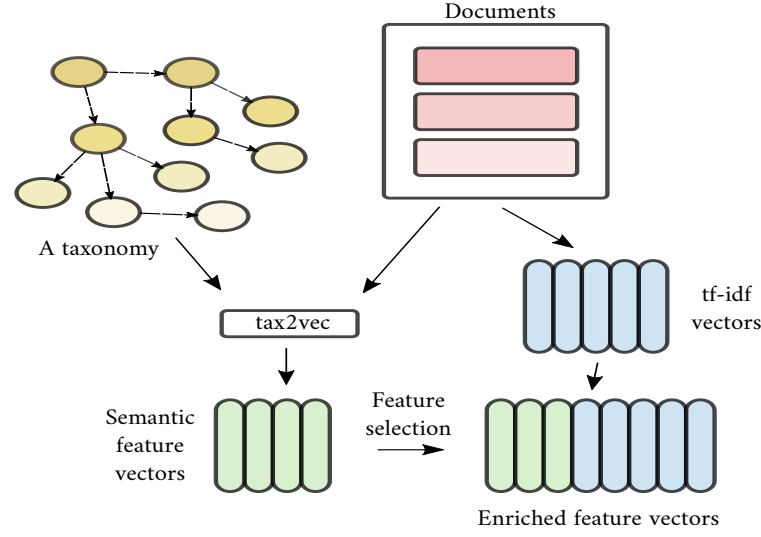 Documents
A taxonomy
tax2vec
tf-idf
vectors
Semantic
feature
vectors
Feature
selection
Enriched feature vectors